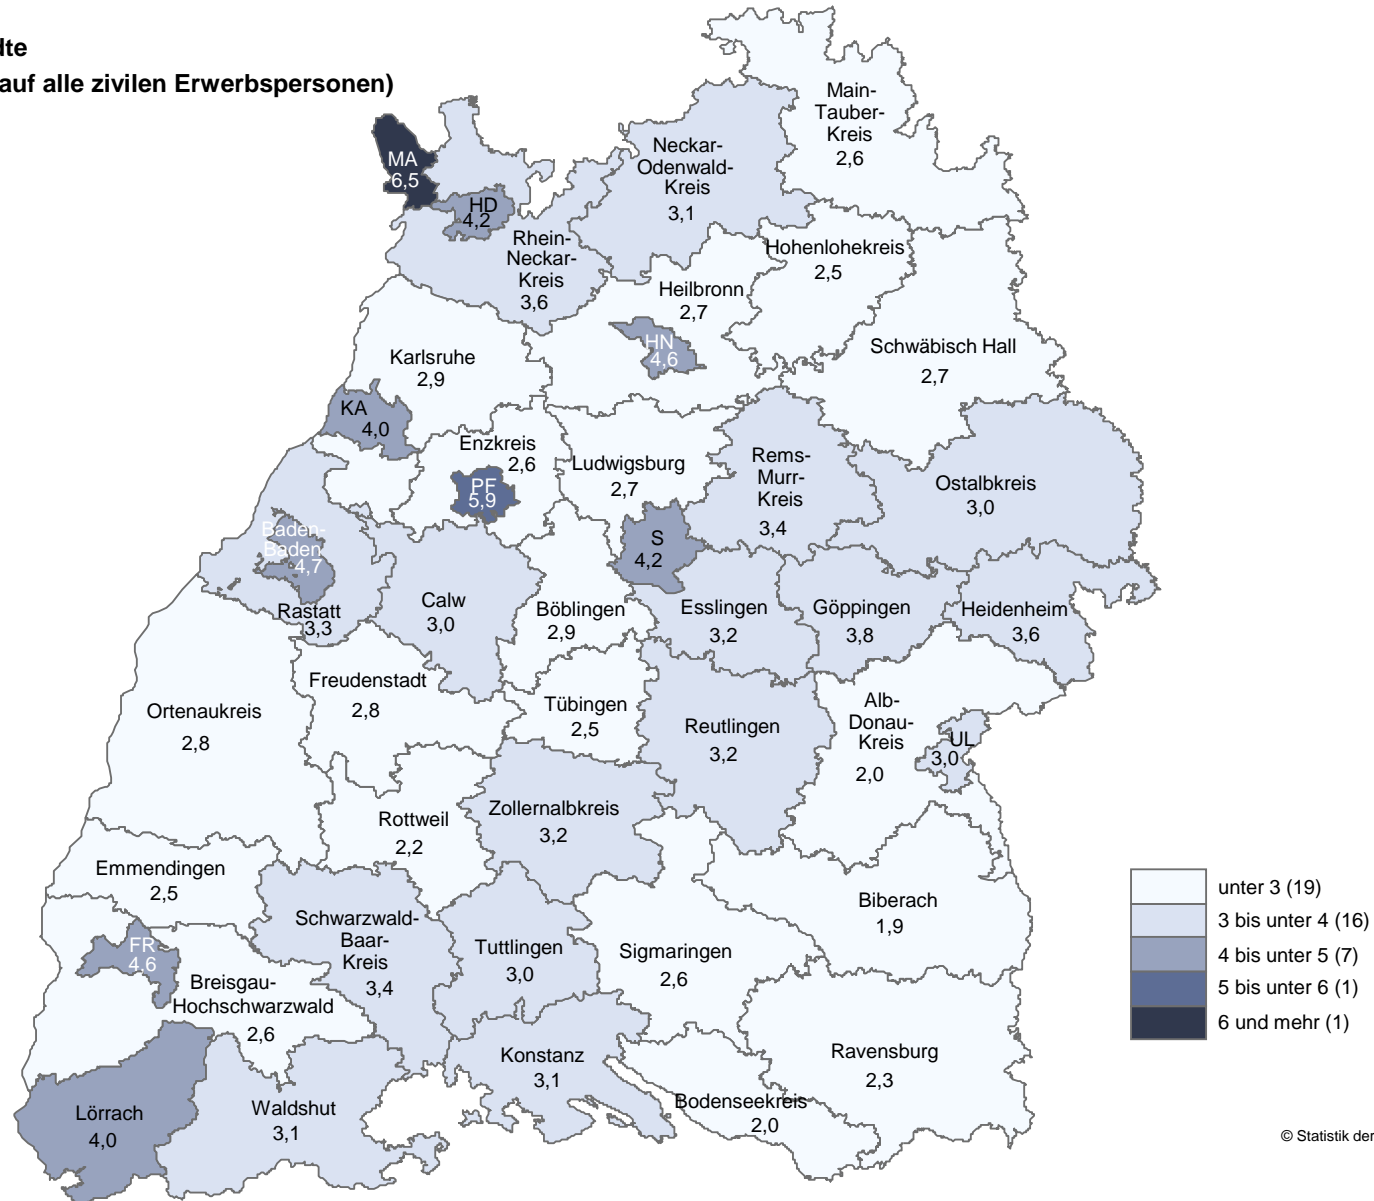 dte
auf alle zivilen Erwerbspersonen)
Main-
Tauber-
Kreis
2,6
MA
6,5
Neckar-
Odenwald-
Kreis
3,1
HD
4,2
Rhein-
Neckar-
Kreis
3,6
Hohenlohekreis
2,5
Heilbronn
2,7
HN
4,6
Schwäbisch Hall
2,7
Karlsruhe
2,9
KA
4,0
Enzkreis
2,6
PF
5,9
Ludwigsburg
2,7
Rems-
Murr-
Kreis
3,4
Ostalbkreis
3,0
Baden-
Baden
4,7
S
4,2
Rastatt
3,3
Calw
3,0
Böblingen
2,9
Esslingen
3,2
Göppingen
3,8
Heidenheim
3,6
Ortenaukreis
2,8
Freudenstadt
2,8
Tübingen
2,5
Reutlingen
3,2
Alb-
Donau-
Kreis
2,0
UL
3,0
Rottweil
2,2
Zollernalbkreis
3,2
Emmendingen
2,5
Biberach
1,9
FR
4,6
Schwarzwald-
Baar-
Kreis
3,4
Tuttlingen
3,0
Sigmaringen
2,6
Breisgau-
Hochschwarzwald
2,6
Konstanz
3,1
Ravensburg
2,3
Lörrach
4,0
Waldshut
3,1
Bodenseekreis
2,0
unter 3 (19)
3 bis unter 4 (16)
4 bis unter 5 (7)
5 bis unter 6 (1)
6 und mehr (1)
© Statistik der